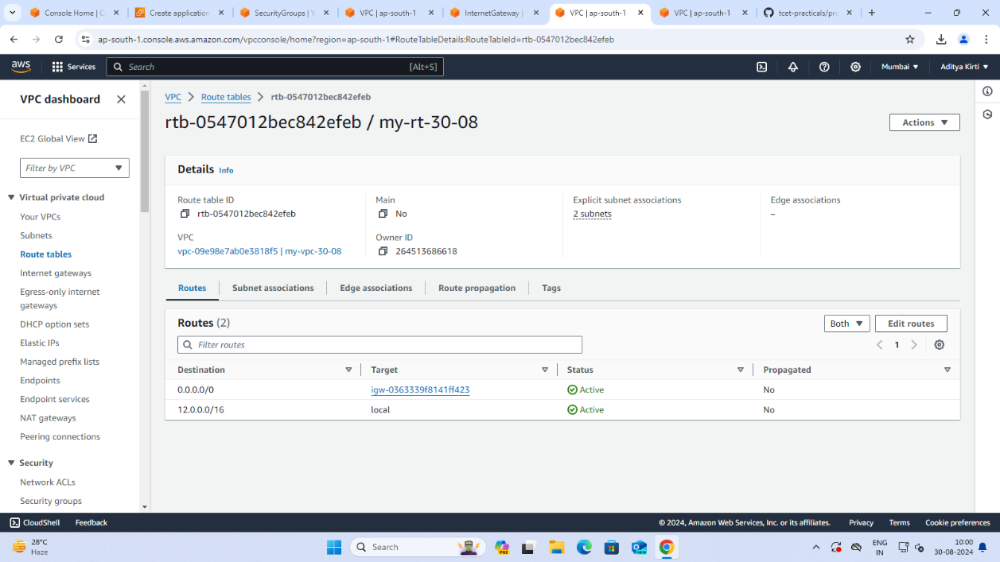 Console Home | C
Create application
SecurityGroups | V
VPC | ap-south-1
InternetGateway |
VPC | ap-south-1
VPC | ap-south-1
tcet-practicals/pro
ap-south-1.console.aws.amazon.com/vpcconsole/home?region=ap-south-1#RouteTableDetails:RouteTableId=rtb-0547012bec842efeb
aws
Services
Search
[Alt+S]
Mumbai
Aditya Kirti
VPC dashboard
EC2 Global View
Filter by VPC
Virtual private cloud
Your VPCs
Subnets
Route tables
Internet gateways
Egress-only internet
gateways
DHCP option sets
Elastic IPs
Managed prefix lists
Endpoints
Endpoint services
NAT gateways
Peering connections
Security
Network ACLs
Security groups
VPC
Route tables
rtb-0547012bec842efeb
rtb-0547012bec842efeb / my-rt-30-08
Actions
Details Info
Route table ID
rtb-0547012bec842efeb
VPC
vpc-09e98e7ab0e3818f5 | my-vpc-30-08
Main
No
Owner ID
264513686618
Explicit subnet associations
2 subnets
Edge associations
–
Routes
Subnet associations
Edge associations
Route propagation
Tags
Routes (2)
Both
Edit routes
Filter routes
1
Destination Target Status Propagated
0.0.0.0/0 igw-0363339f8141ff423 Active No
12.0.0.0/16 local Active No
CloudShell
Feedback
© 2024, Amazon Web Services, Inc. or its affiliates.
Privacy
Terms
Cookie preferences
28°C
Haze
Search
PRE
NEW
ENG
IN
10:00
30-08-2024